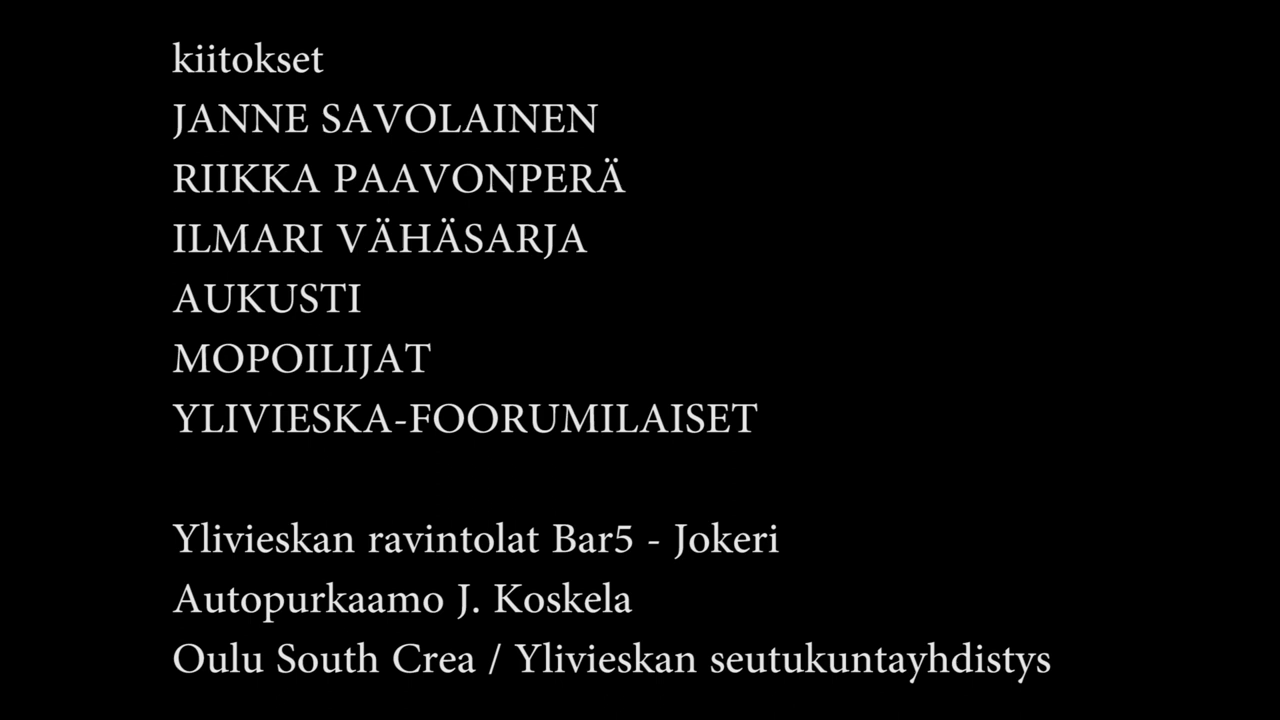 kiitokset
JANNE SAVOLAINEN
RIIKKA PAAVONPERÄ
ILMARI VÄHÄSARJA
AUKUSTI
MOPOILIJAT
YLIVIESKA-FOORUMILAISET
Ylivieskan ravintolat Bar5 - Jokeri
Autopurkaamo J. Koskela
Oulu South Crea / Ylivieskan seutukuntayhdistys